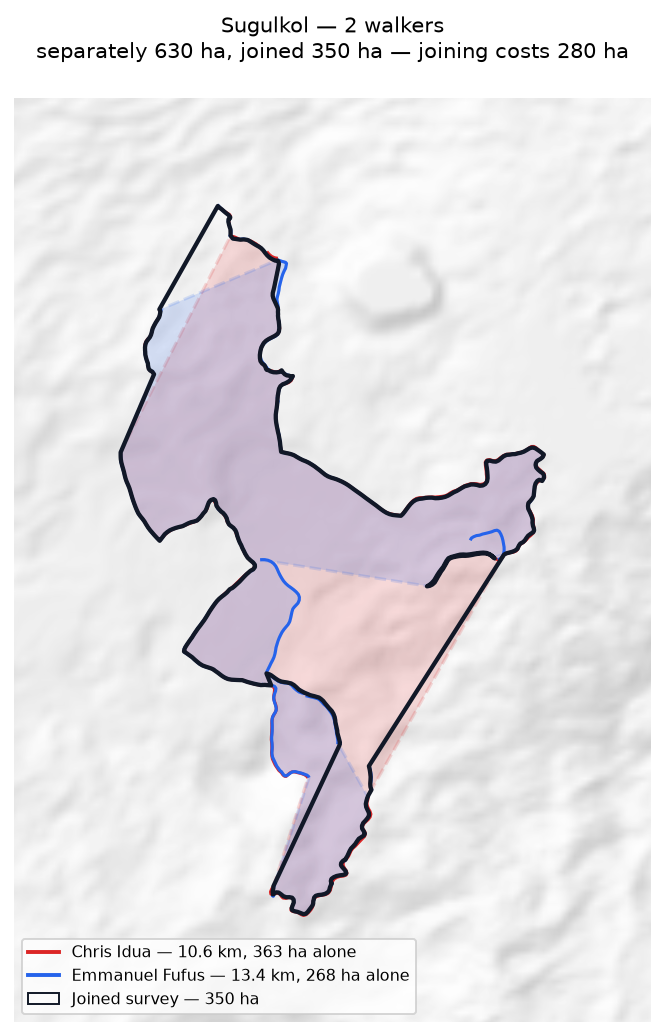 Sugulkol — 2 walkers
separately 630 ha, joined 350 ha — joining costs 280 ha
Chris Idua — 10.6 km, 363 ha alone
Emmanuel Fufus — 13.4 km, 268 ha alone
Joined survey — 350 ha